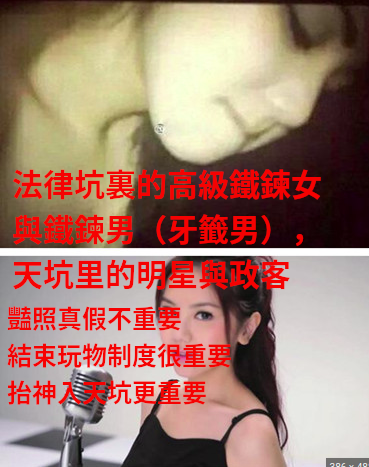 法律坑裏的高級鐵鍊女
與鐵鍊男（牙籤男），
天坑里的明星與政客
豔照真假不重要
結束玩物制度很重要
抬神入天坑更重要